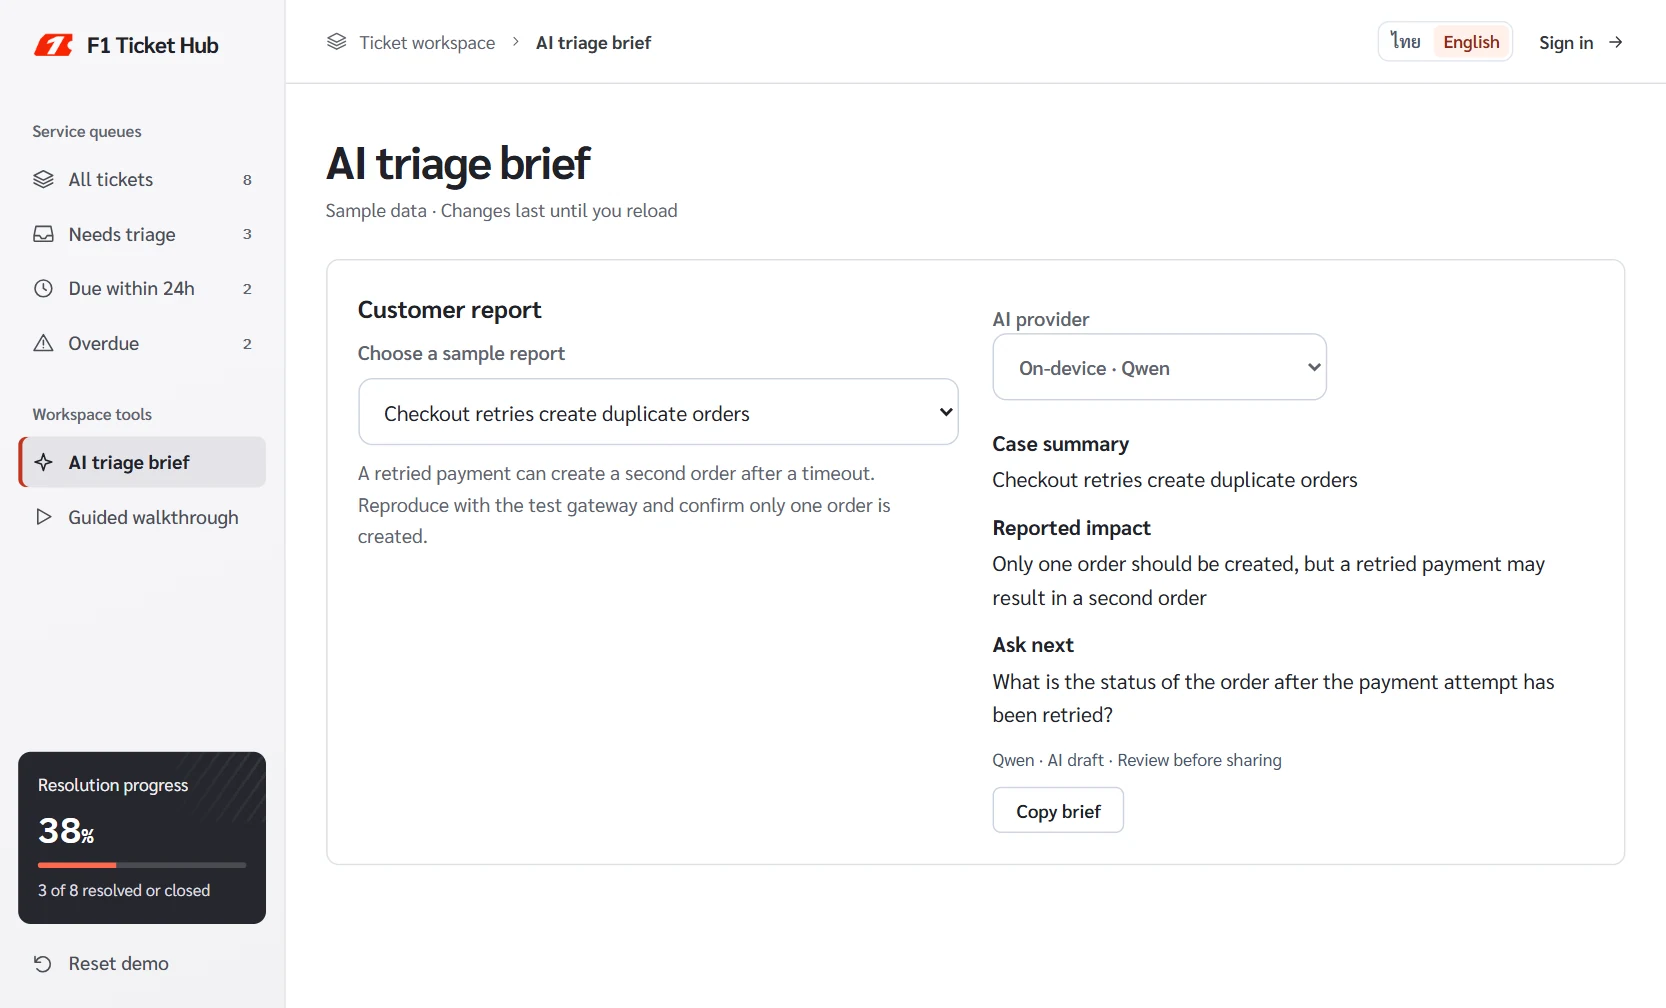 F1 Ticket Hub
Service queues
All tickets 8
Needs triage 3
Due within 24h 2
Overdue 2
Workspace tools
AI triage brief
Guided walkthrough
Resolution progress
38%
3 of 8 resolved or closed
Reset demo
Ticket workspace > AI triage brief
ไทย English Sign in →
AI triage brief
Sample data · Changes last until you reload
Customer report
Choose a sample report
Checkout retries create duplicate orders
A retried payment can create a second order after a timeout.
Reproduce with the test gateway and confirm only one order is
created.
AI provider
On-device · Qwen
Case summary
Checkout retries create duplicate orders
Reported impact
Only one order should be created, but a retried payment may
result in a second order
Ask next
What is the status of the order after the payment attempt has
been retried?
Qwen · AI draft · Review before sharing
Copy brief